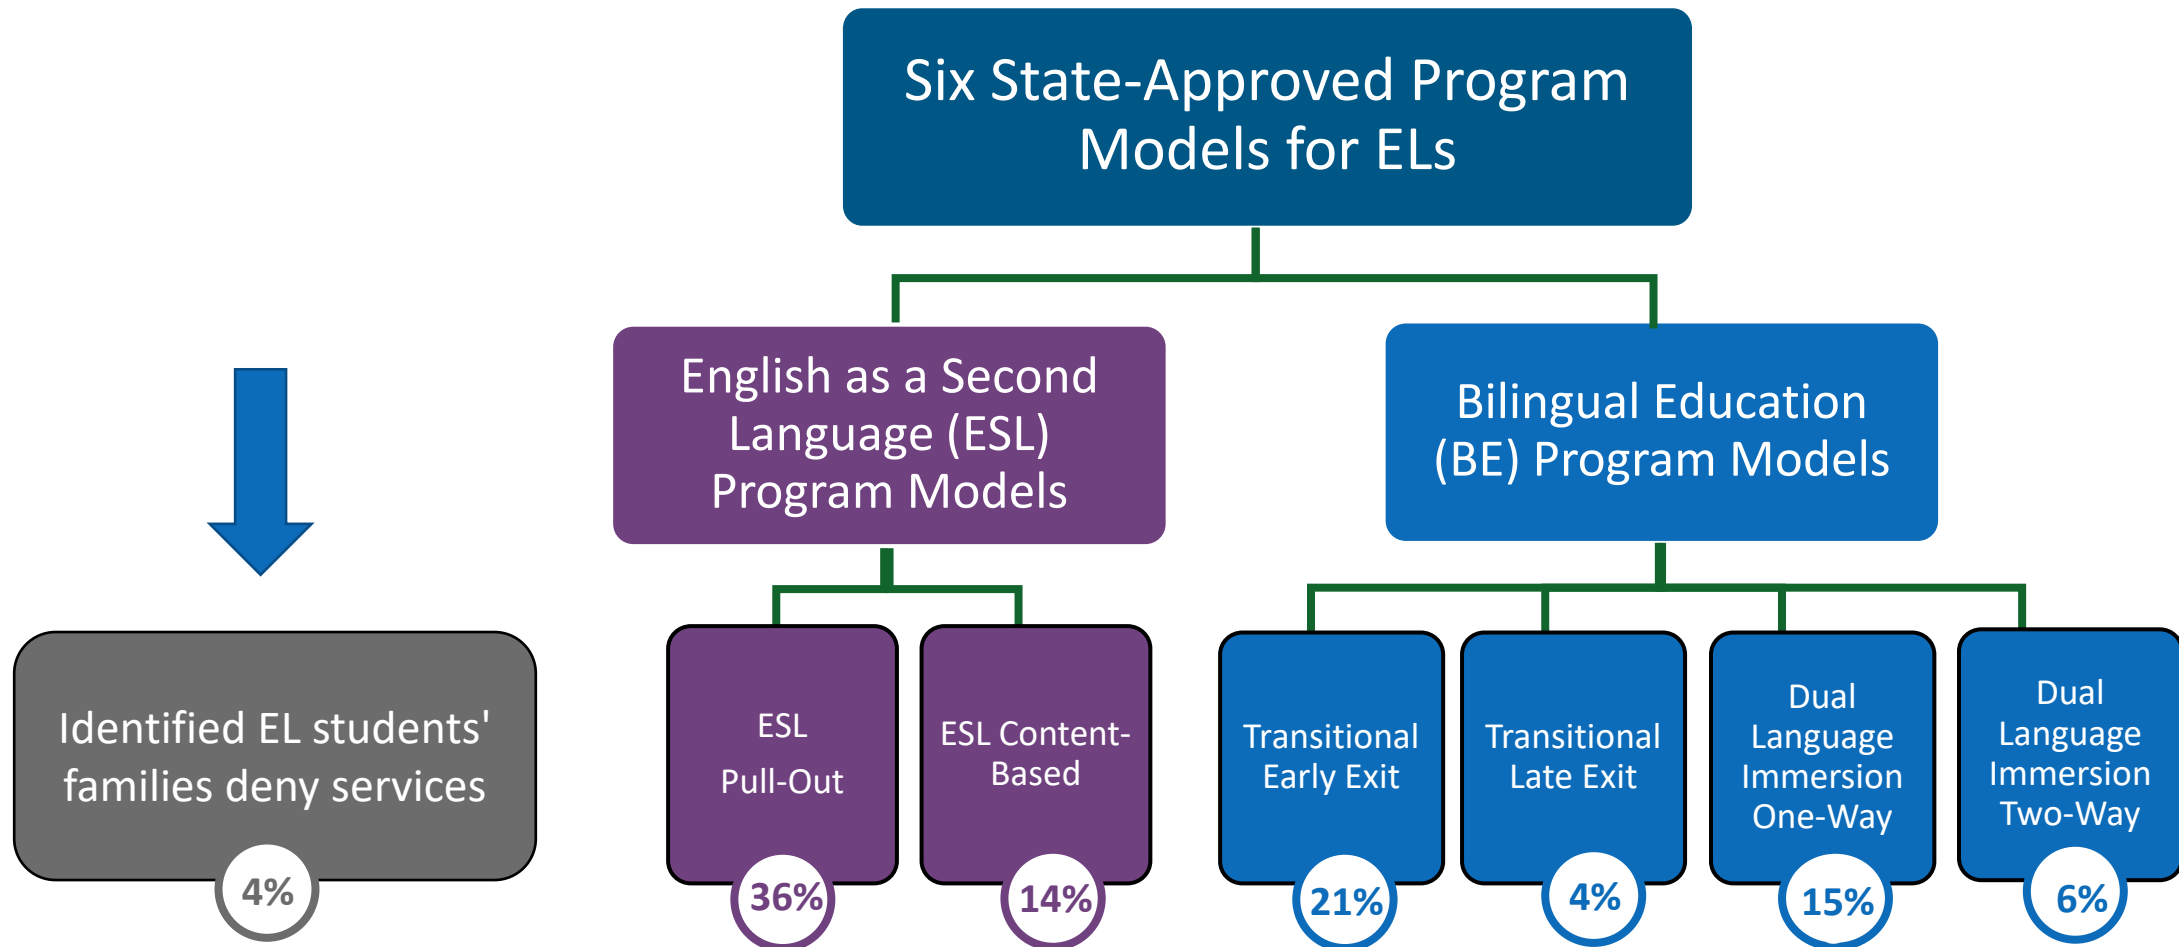 Six State-Approved Program
Models for ELs
English as a Second
Language (ESL)
Program Models
Bilingual Education
(BE) Program Models
Identified EL students'
families deny services
4%
ESL
Pull-Out
36%
ESL Content-
Based
14%
Transitional
Early Exit
21%
Transitional
Late Exit
4%
Dual
Language
Immersion
One-Way
15%
Dual
Language
Immersion
Two-Way
6%